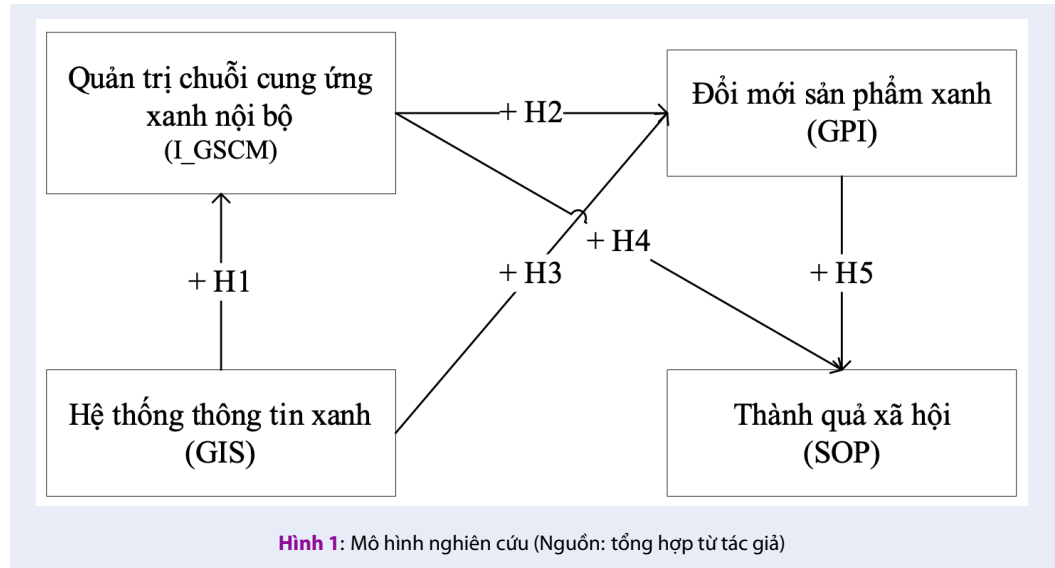 Quản trị chuỗi cung ứng
xanh nội bộ
(I_GSCM)
Đổi mới sản phẩm xanh
(GPI)
+ H2
+ H4
+ H3
+ H1
+ H5
Hệ thống thông tin xanh
(GIS)
Thành quả xã hội
(SOP)
Hình 1: Mô hình nghiên cứu (Nguồn: tổng hợp từ tác giả)